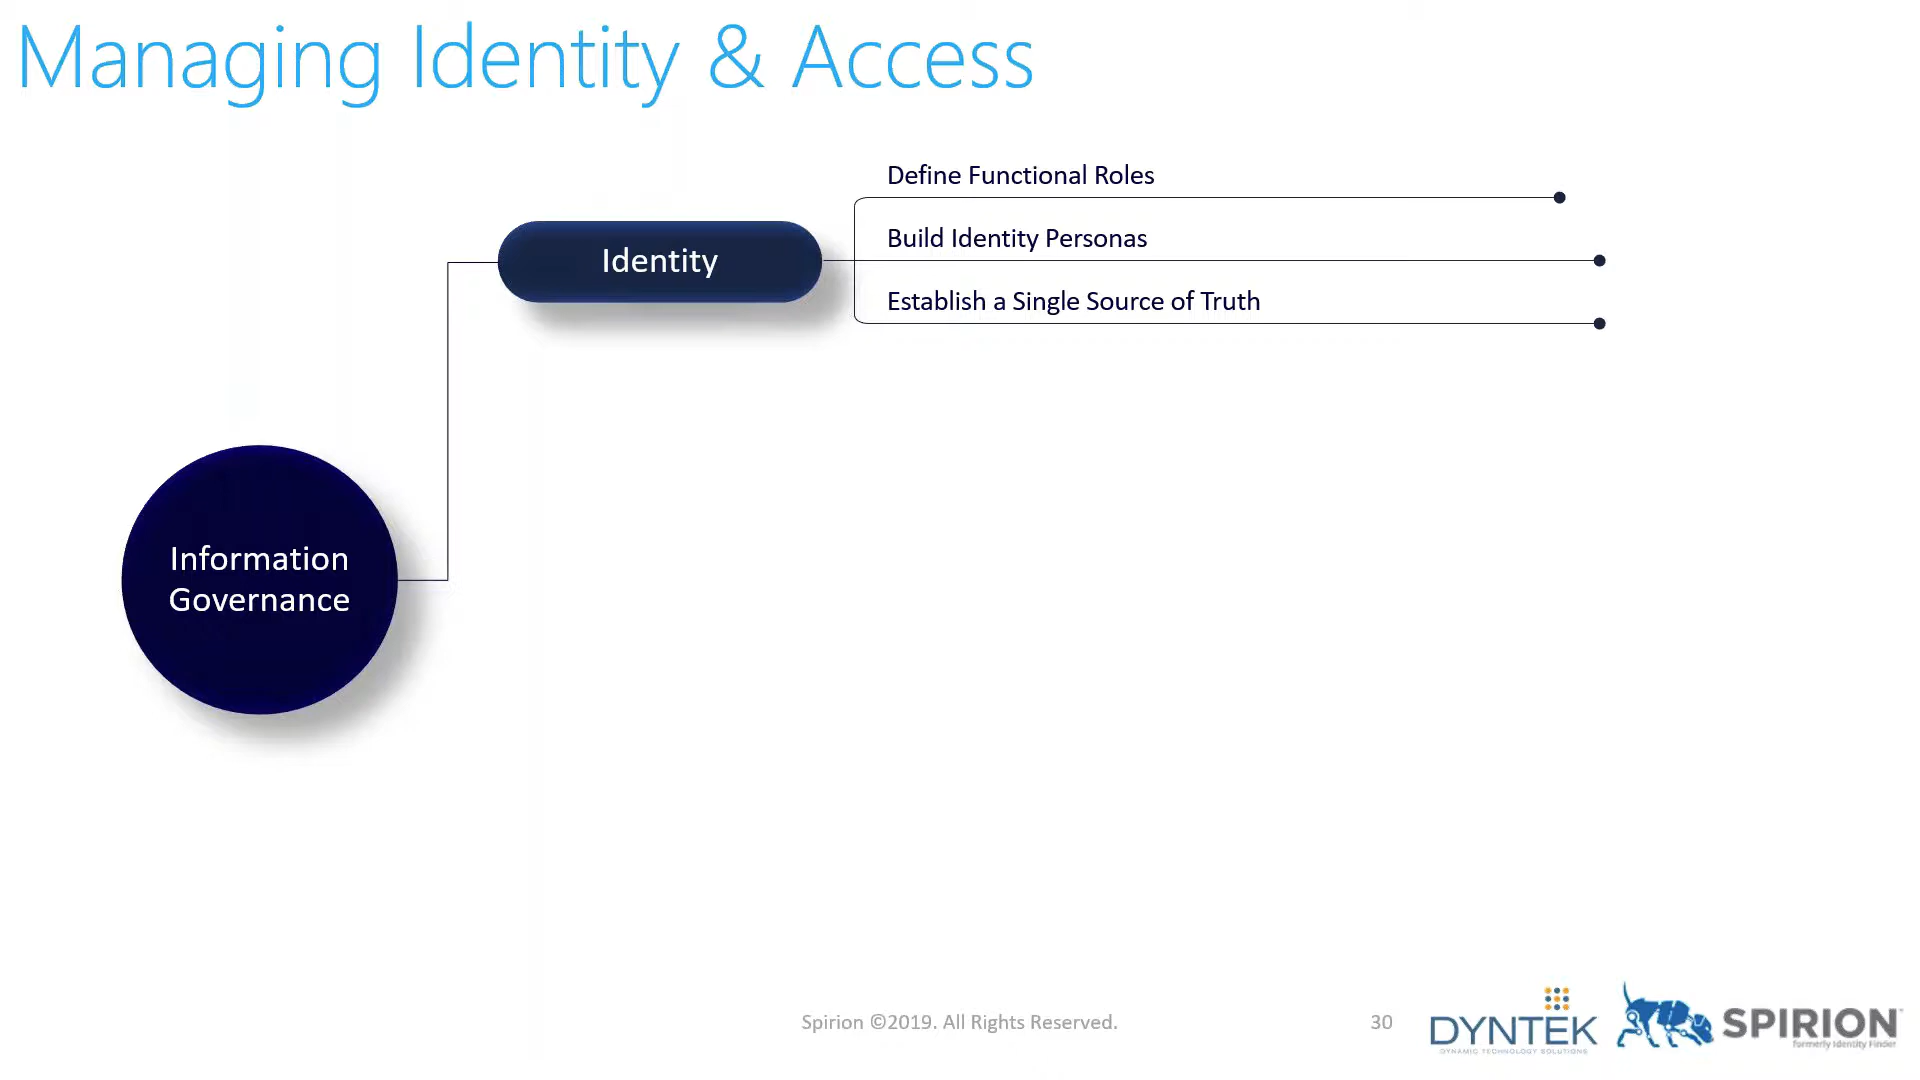 Managing Identity & Access
Define Functional Roles
Identity
Build Identity Personas
Establish a Single Source of Truth
Information
Governance
Spirion ©2019. All Rights Reserved.
30
DYNTEK
DYNAMIC TECHNOLOGY SOLUTIONS
SPIRION
formerly Identity Finder